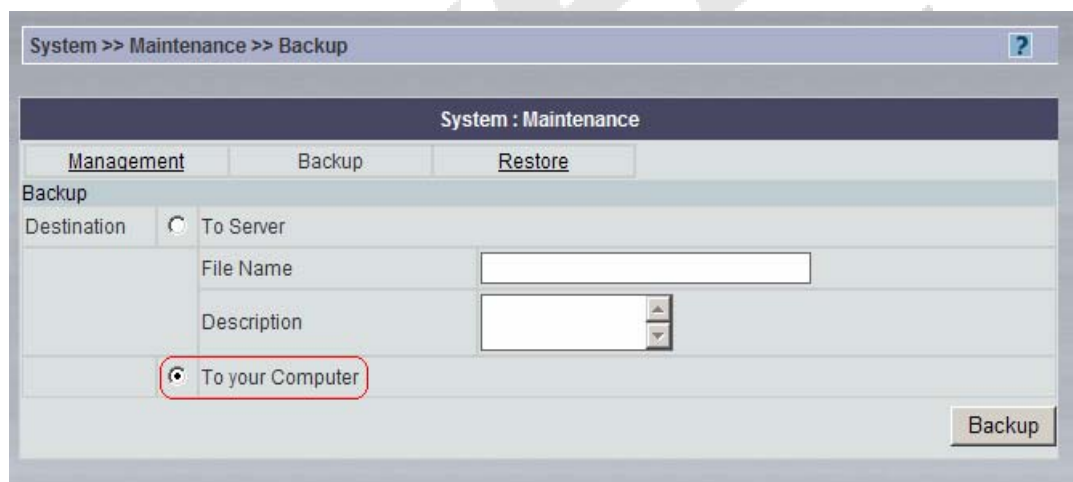 System >> Maintenance >> Backup ?
System : Maintenance
Management Backup Restore
Backup
Destination To Server
File Name
Description
To your Computer
Backup